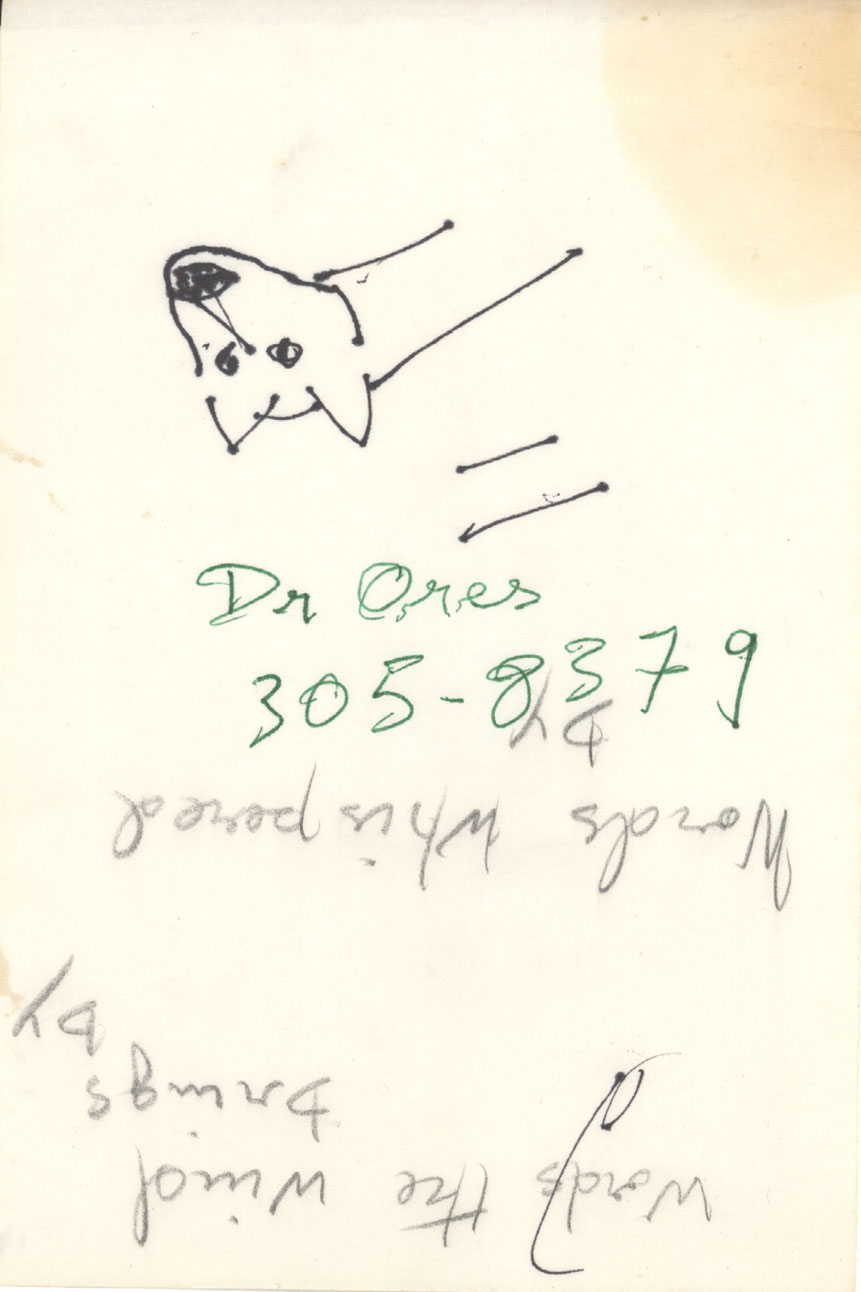 Dr Ores
305-8379
Words the Wind
Brings
By
Words Whispered
By